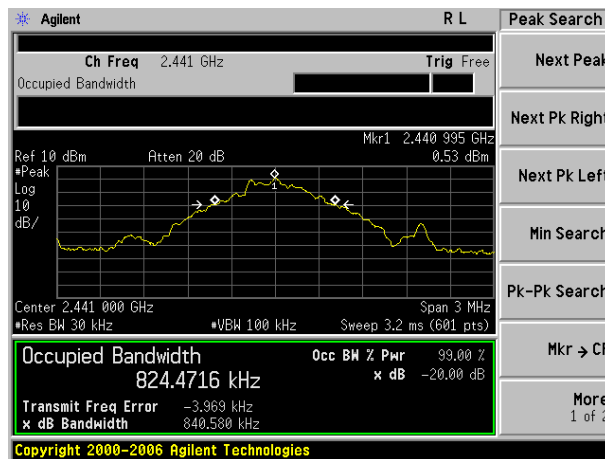 Agilent R L Peak Search
Ch Freq 2.441 GHz Trig Free
Occupied Bandwidth
Next Peak
Next Pk Right
Mkr1 2.440 995 GHz
Ref 10 dBm Atten 20 dB 0.53 dBm
#Peak
Log
10
dB/
1
Next Pk Left
Min Search
Pk-Pk Search
Center 2.441 000 GHz Span 3 MHz
#Res BW 30 kHz #VBW 100 kHz Sweep 3.2 ms (601 pts)
Occupied Bandwidth Occ BW % Pwr 99.00 %
824.4716 kHz x dB -20.00 dB
Mkr → CF
Transmit Freq Error -3.969 kHz
x dB Bandwidth 840.580 kHz
More
1 of 2
Copyright 2000-2006 Agilent Technologies